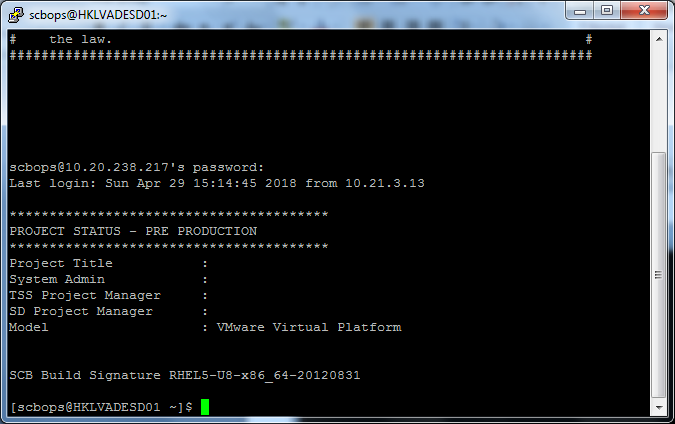 scbops@HKLVADESD01:~
#    the law.                                                           #
#########################################################################
scbops@10.20.238.217's password:
Last login: Sun Apr 29 15:14:45 2018 from 10.21.3.13
****************************************
PROJECT STATUS - PRE PRODUCTION
****************************************
Project Title           :
System Admin            :
TSS Project Manager     :
SD Project Manager      :
Model                   : VMware Virtual Platform
SCB Build Signature RHEL5-U8-x86_64-20120831
[scbops@HKLVADESD01 ~]$